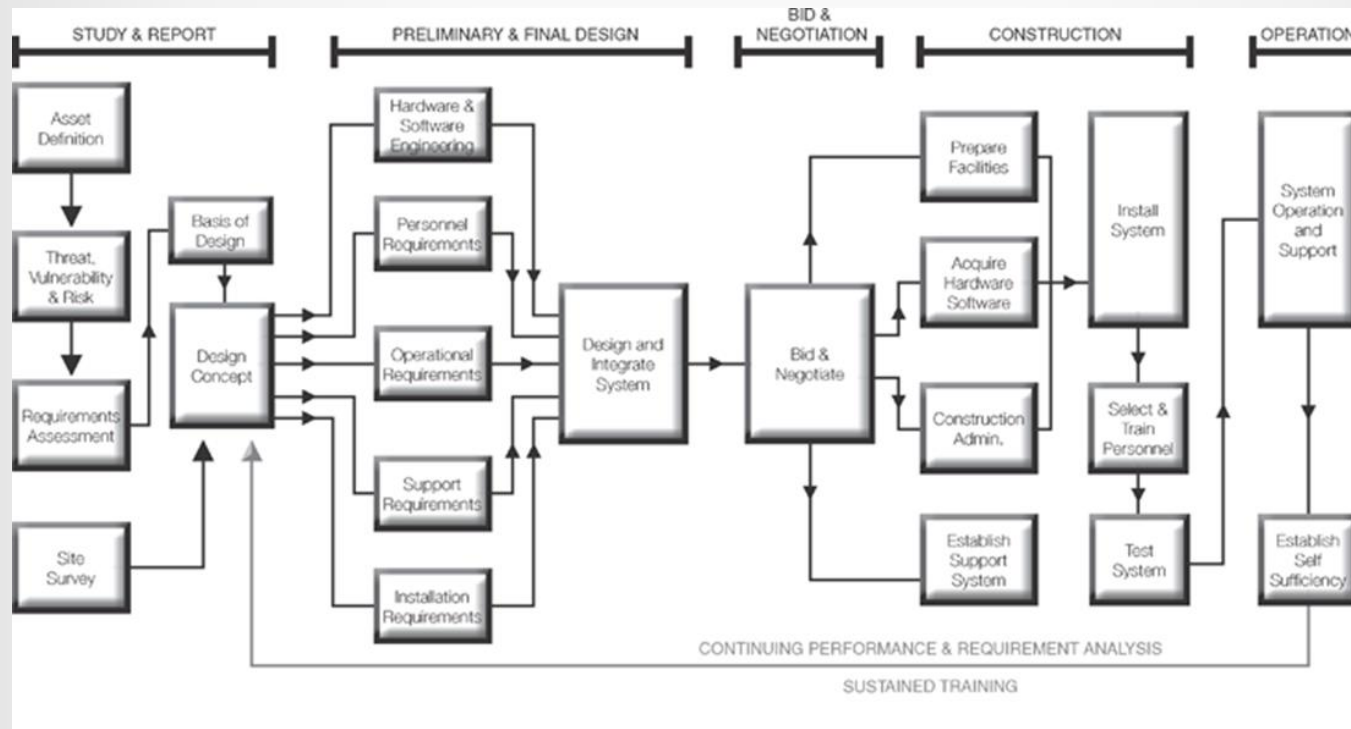 STUDY & REPORT
PRELIMINARY & FINAL DESIGN
BID &
NEGOTIATION
CONSTRUCTION
OPERATION
Asset
Definition
Threat,
Vulnerability
& Risk
Requirements
Assessment
Site
Survey
Basis of
Design
Design
Concept
Hardware &
Software
Engineering
Personnel
Requirements
Operational
Requirements
Support
Requirements
Installation
Requirements
Design and
Integrate
System
Bid &
Negotiate
Prepare
Facilities
Acquire
Hardware
Software
Construction
Admin.
Establish
Support
System
Install
System
Select &
Train
Personnel
Test
System
System
Operation
and
Support
Establish
Self
Sufficiency
CONTINUING PERFORMANCE & REQUIREMENT ANALYSIS
SUSTAINED TRAINING